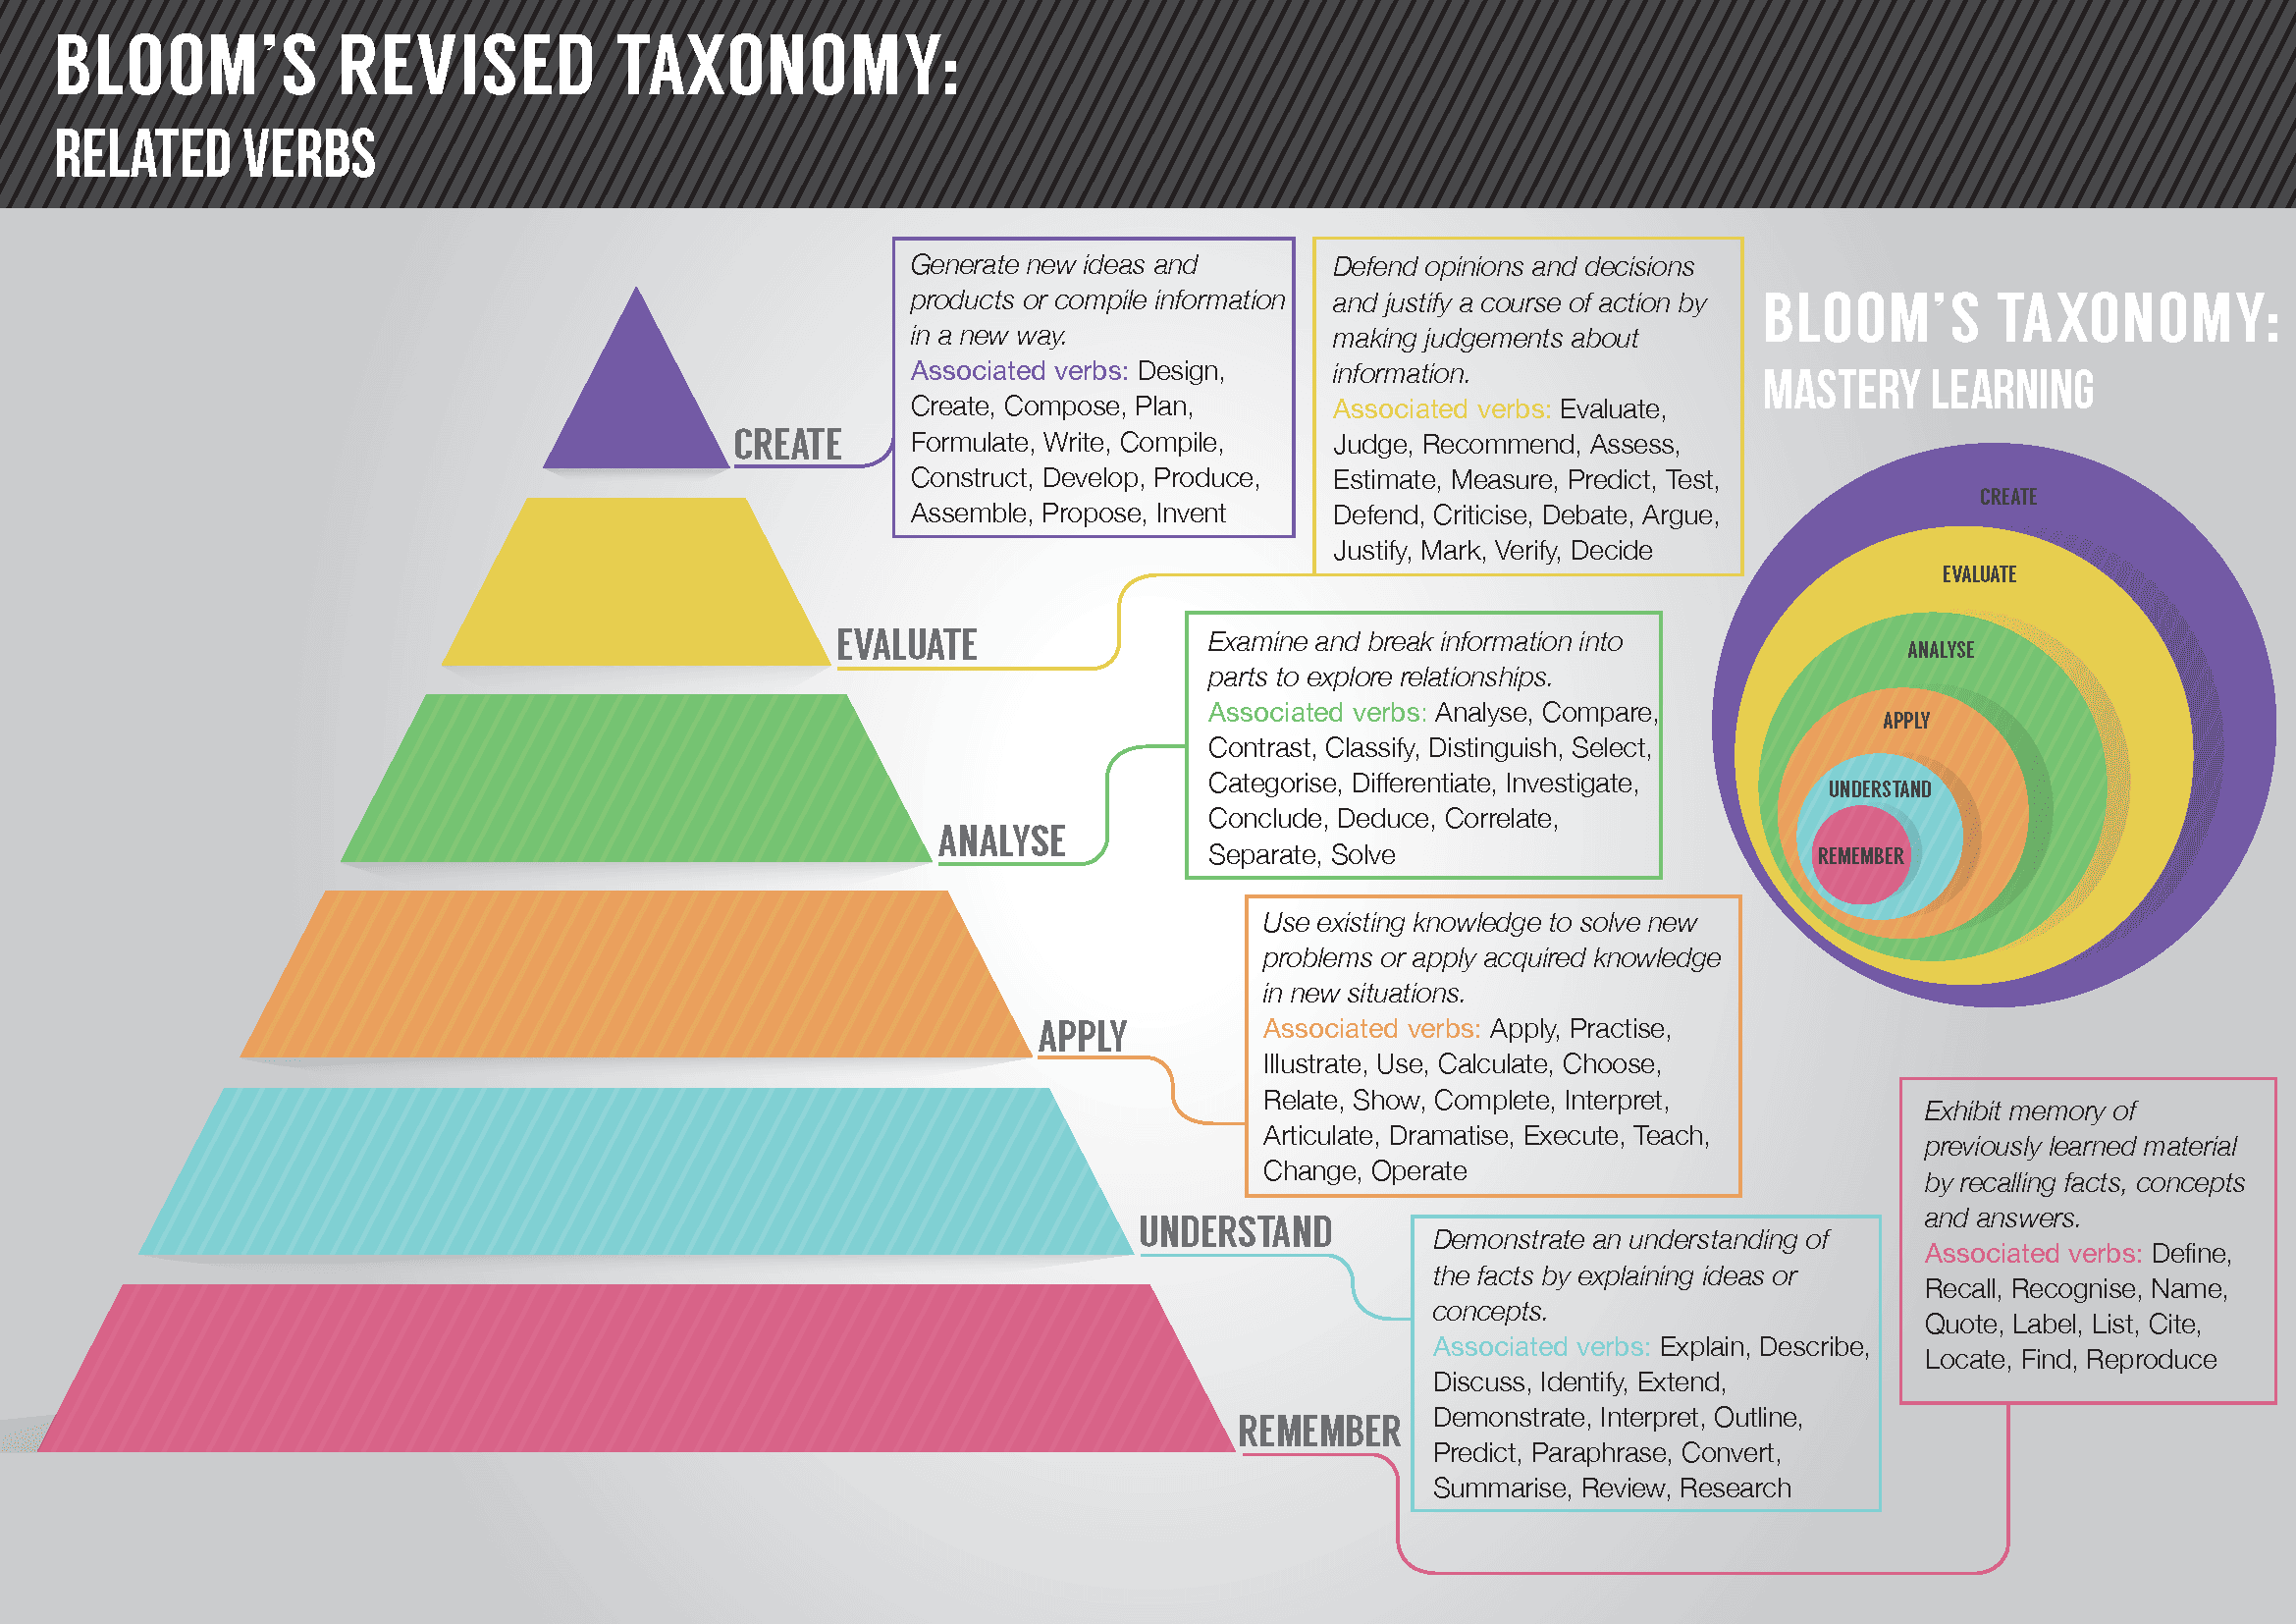 BLOOM'S REVISED TAXONOMY:
RELATED VERBS
Generate new ideas and
products or compile information
in a new way.
Associated verbs: Design,
Create, Compose, Plan,
Formulate, Write, Compile,
Construct, Develop, Produce,
Assemble, Propose, Invent
CREATE
Defend opinions and decisions
and justify a course of action by
making judgements about
information.
Associated verbs: Evaluate,
Judge, Recommend, Assess,
Estimate, Measure, Predict, Test,
Defend, Criticise, Debate, Argue,
Justify, Mark, Verify, Decide
EVALUATE
Examine and break information into
parts to explore relationships.
Associated verbs: Analyse, Compare,
Contrast, Classify, Distinguish, Select,
Categorise, Differentiate, Investigate,
Conclude, Deduce, Correlate,
Separate, Solve
ANALYSE
Use existing knowledge to solve new
problems or apply acquired knowledge
in new situations.
Associated verbs: Apply, Practise,
Illustrate, Use, Calculate, Choose,
Relate, Show, Complete, Interpret,
Articulate, Dramatise, Execute, Teach,
Change, Operate
APPLY
Demonstrate an understanding of
the facts by explaining ideas or
concepts.
Associated verbs: Explain, Describe,
Discuss, Identify, Extend,
Demonstrate, Interpret, Outline,
Predict, Paraphrase, Convert,
Summarise, Review, Research
UNDERSTAND
Exhibit memory of
previously learned material
by recalling facts, concepts
and answers.
Associated verbs: Define,
Recall, Recognise, Name,
Quote, Label, List, Cite,
Locate, Find, Reproduce
REMEMBER
BLOOM'S TAXONOMY:
MASTERY LEARNING
CREATE
EVALUATE
ANALYSE
APPLY
UNDERSTAND
REMEMBER